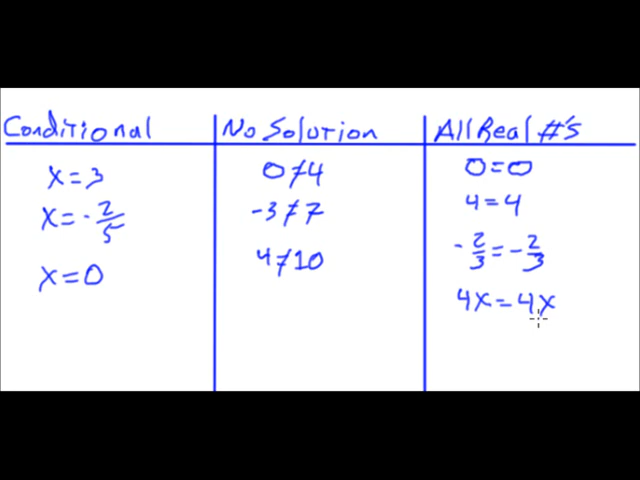 Conditional No Solution All Real #'s
x = 3 0 ≠ 4 0 = 0
x = -2/5 -3 ≠ 7 4 = 4
x = 0 4 ≠ 10 -2/3 = -2/3
4x = 4x